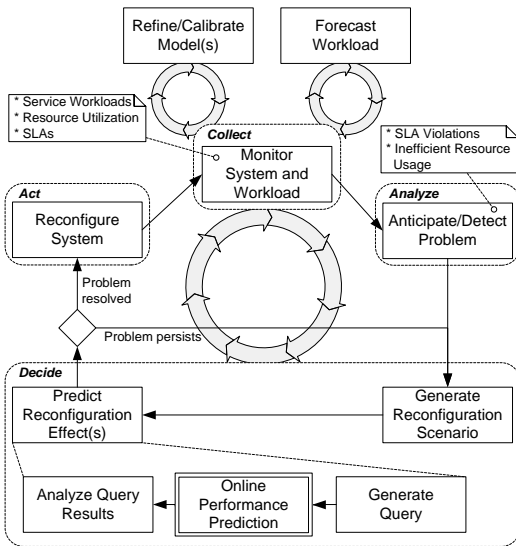 Refine/Calibrate
Model(s)
Forecast
Workload
* Service Workloads
* Resource Utilization
* SLAs
Collect
Monitor
System and
Workload
* SLA Violations
* Inefficient Resource
Usage
Act
Reconfigure
System
Analyze
Anticipate/Detect
Problem
Problem
resolved
Problem persists
Decide
Predict
Reconfiguration
Effect(s)
Generate
Reconfiguration
Scenario
Analyze Query
Results
Online
Performance
Prediction
Generate
Query